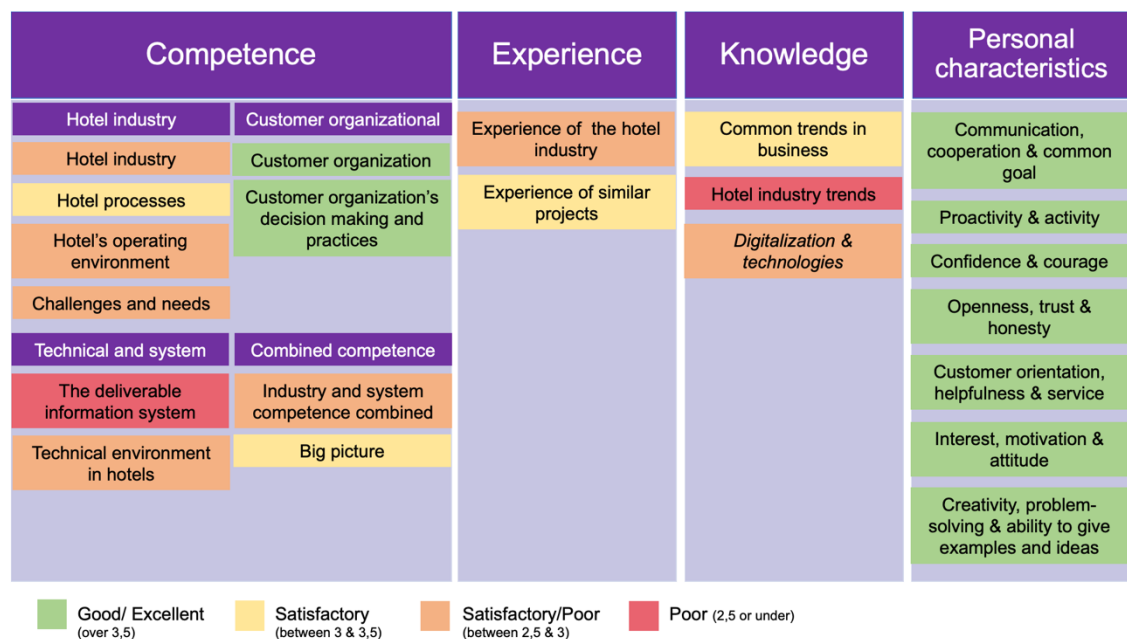 Competence
Experience
Knowledge
Personal
characteristics
Hotel industry
Customer organizational
Hotel industry
Customer organization
Hotel processes
Customer organization's
decision making and
practices
Hotel's operating
environment
Challenges and needs
Technical and system
Combined competence
The deliverable
information system
Industry and system
competence combined
Technical environment
in hotels
Big picture
Experience of the hotel
industry
Experience of similar
projects
Common trends in
business
Hotel industry trends
Digitalization &
technologies
Communication,
cooperation & common
goal
Proactivity & activity
Confidence & courage
Openness, trust &
honesty
Customer orientation,
helpfulness & service
Interest, motivation &
attitude
Creativity, problem-
solving & ability to give
examples and ideas
Good/ Excellent
(over 3,5)
Satisfactory
(between 3 & 3,5)
Satisfactory/Poor
(between 2,5 & 3)
Poor (2,5 or under)